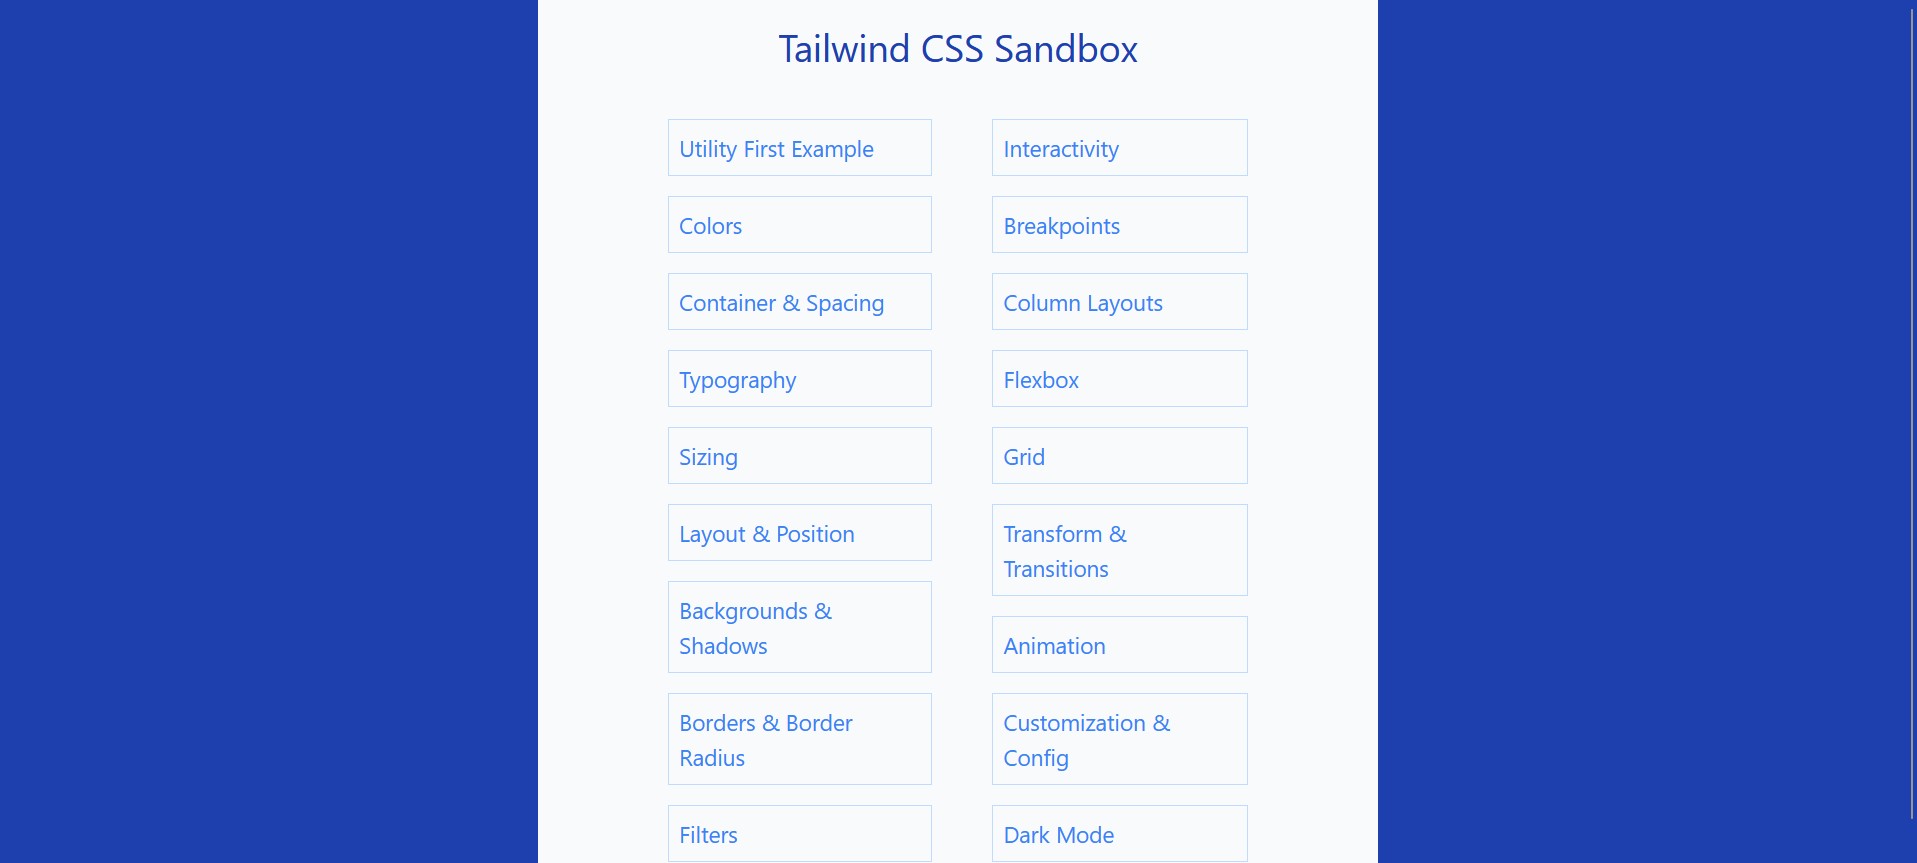 Tailwind CSS Sandbox
Utility First Example
Colors
Container & Spacing
Typography
Sizing
Layout & Position
Backgrounds &
Shadows
Borders & Border
Radius
Filters
Interactivity
Breakpoints
Column Layouts
Flexbox
Grid
Transform &
Transitions
Animation
Customization &
Config
Dark Mode